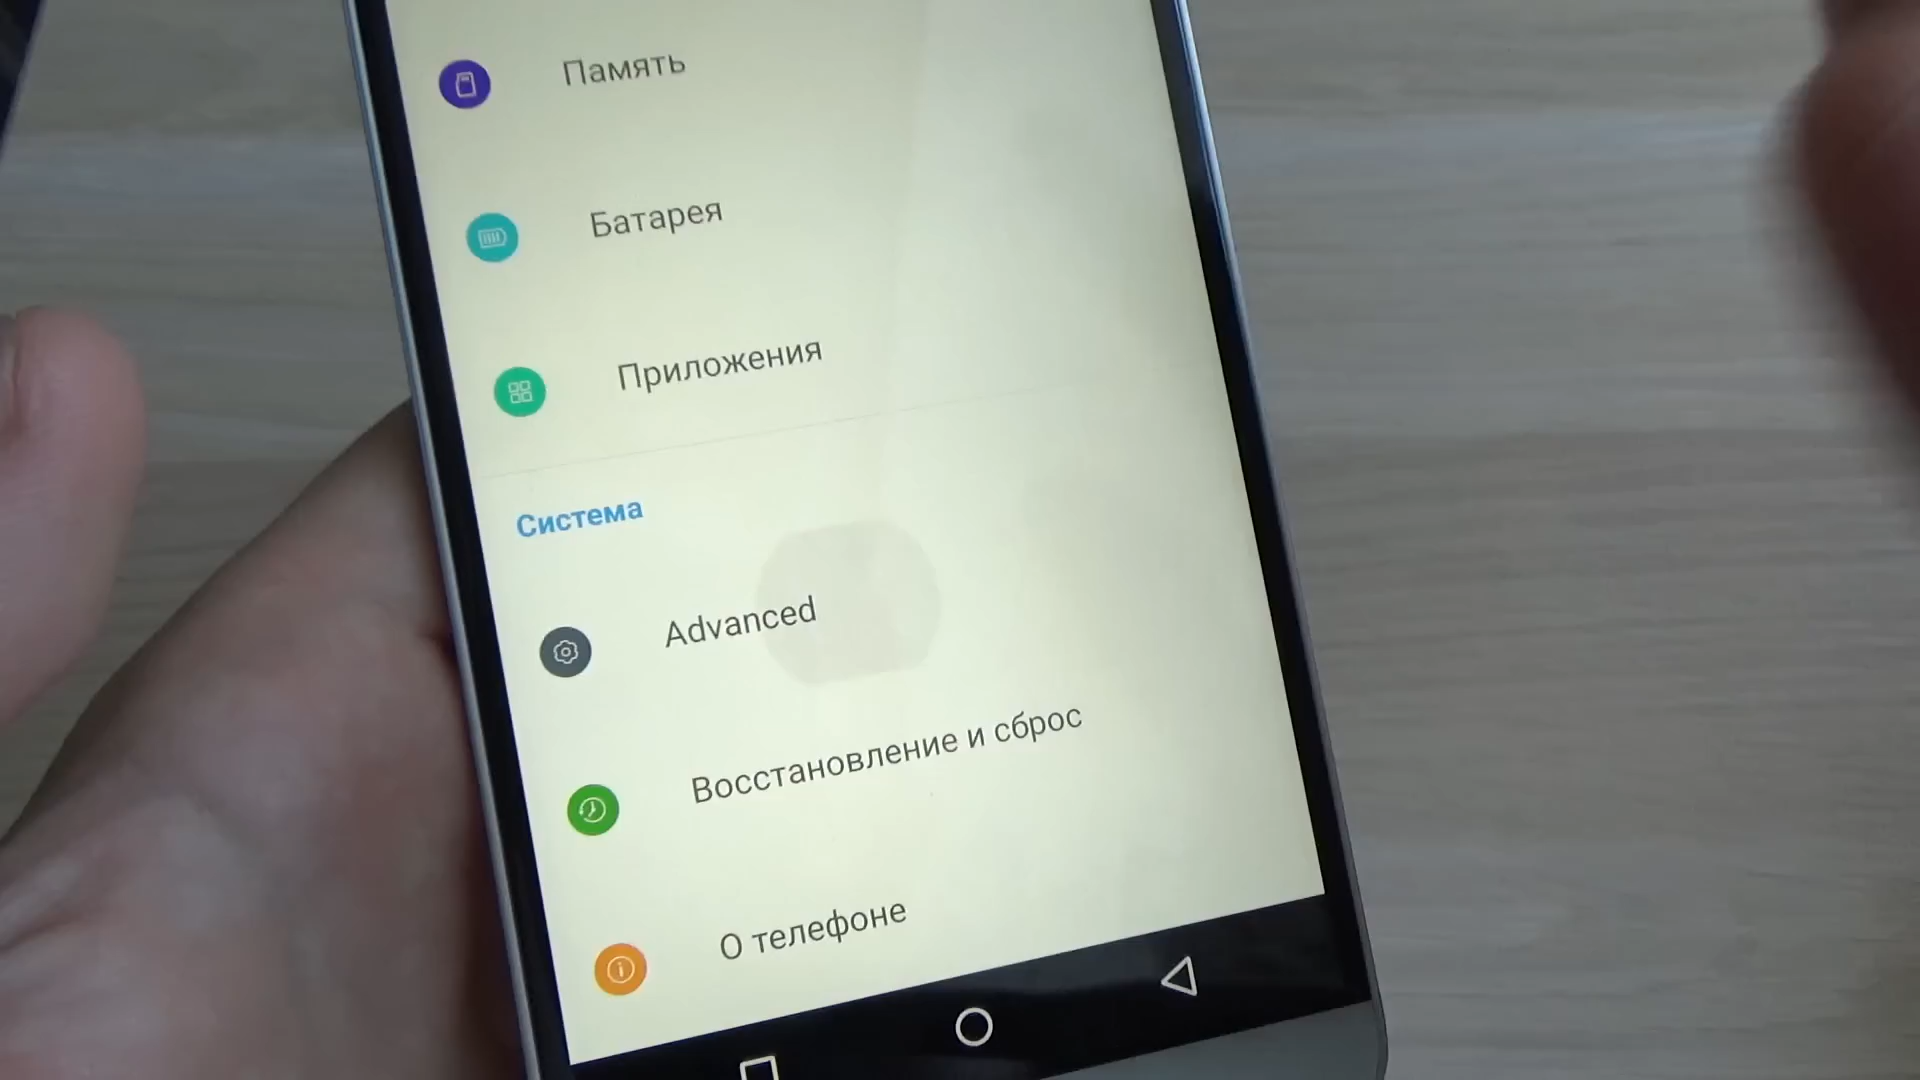 Память
Батарея
Приложения
Система
Advanced
Восстановление и сброс
О телефоне